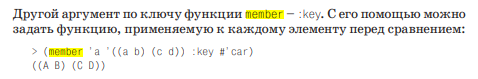 Другой аргумент по ключу функции member – :key. С его помощью можно
задать функцию, применяемую к каждому элементу перед сравнением:
> (member 'a '((a b) (c d)) :key #'car)
((A B) (C D))